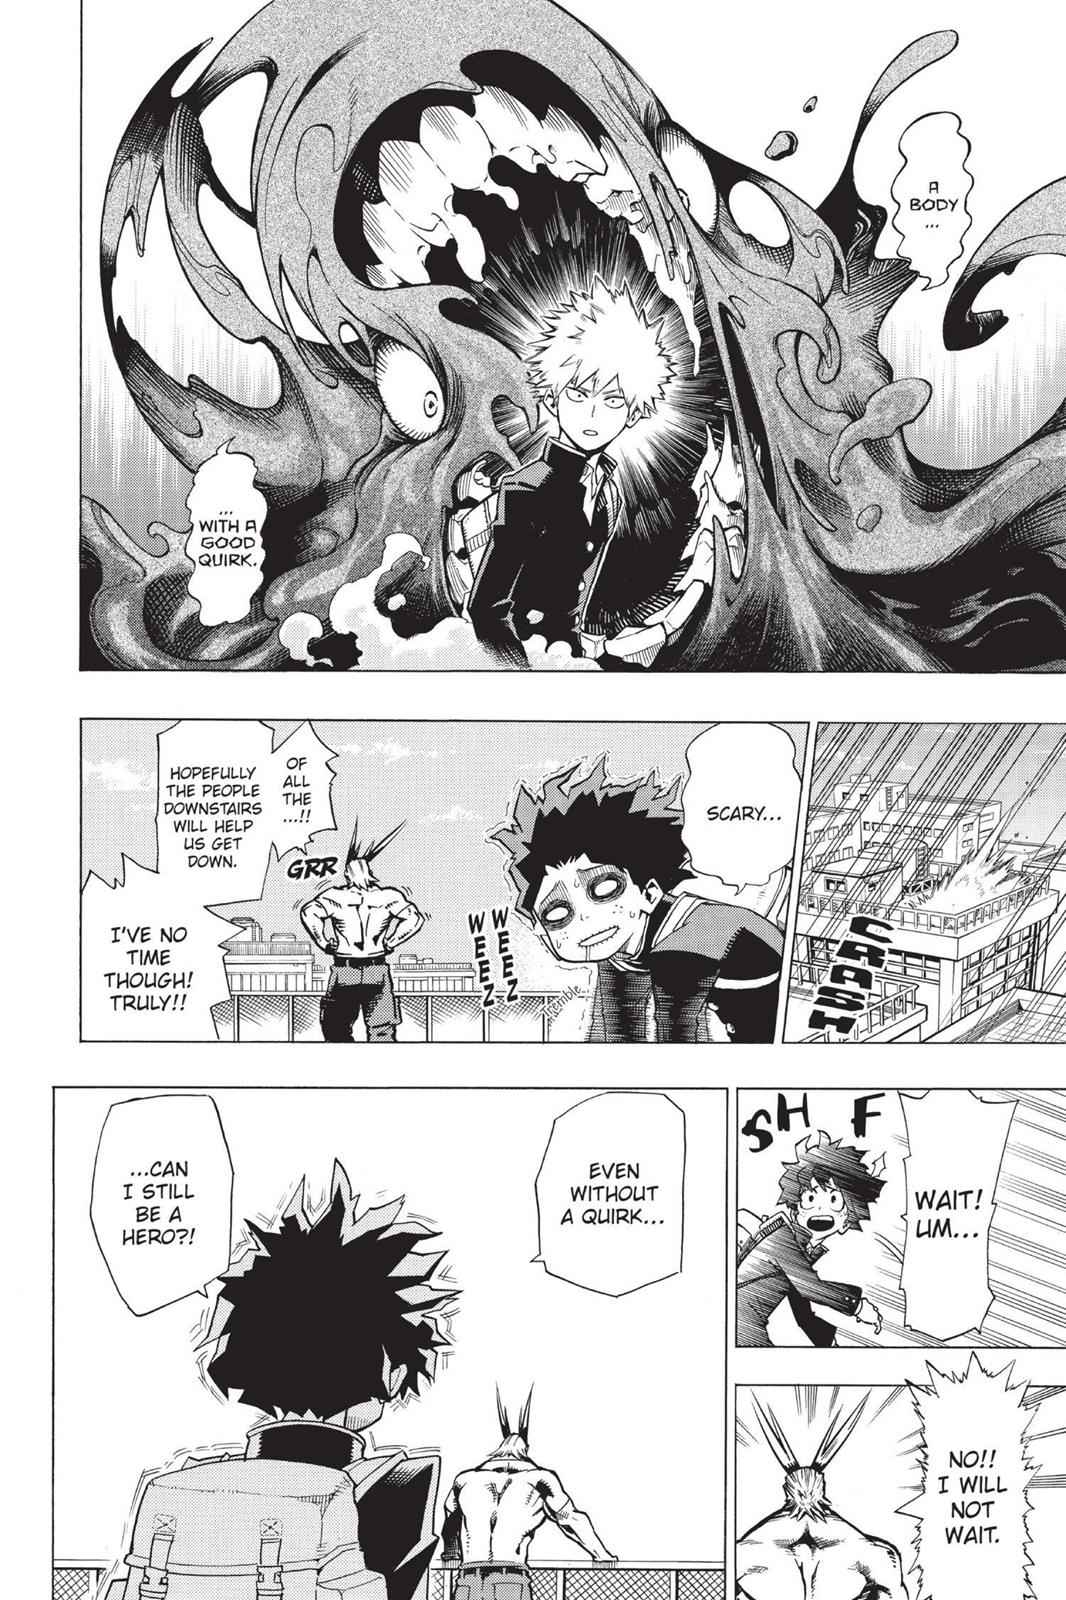 A
BODY
...
...
WITH A
GOOD
QUIRK.
CRASH
SCARY...
WEEZ
WEEZ
Terrible...
OF
ALL THE
...!!
HOPEFULLY
THE PEOPLE
DOWNSTAIRS
WILL HELP
US GET
DOWN.
GRR
I'VE NO
TIME
THOUGH!
TRULY!!
WAIT!
UM...
SHF
NO!!
I WILL
NOT
WAIT.
EVEN
WITHOUT
A QUIRK...
...CAN
I STILL
BE A
HERO?!